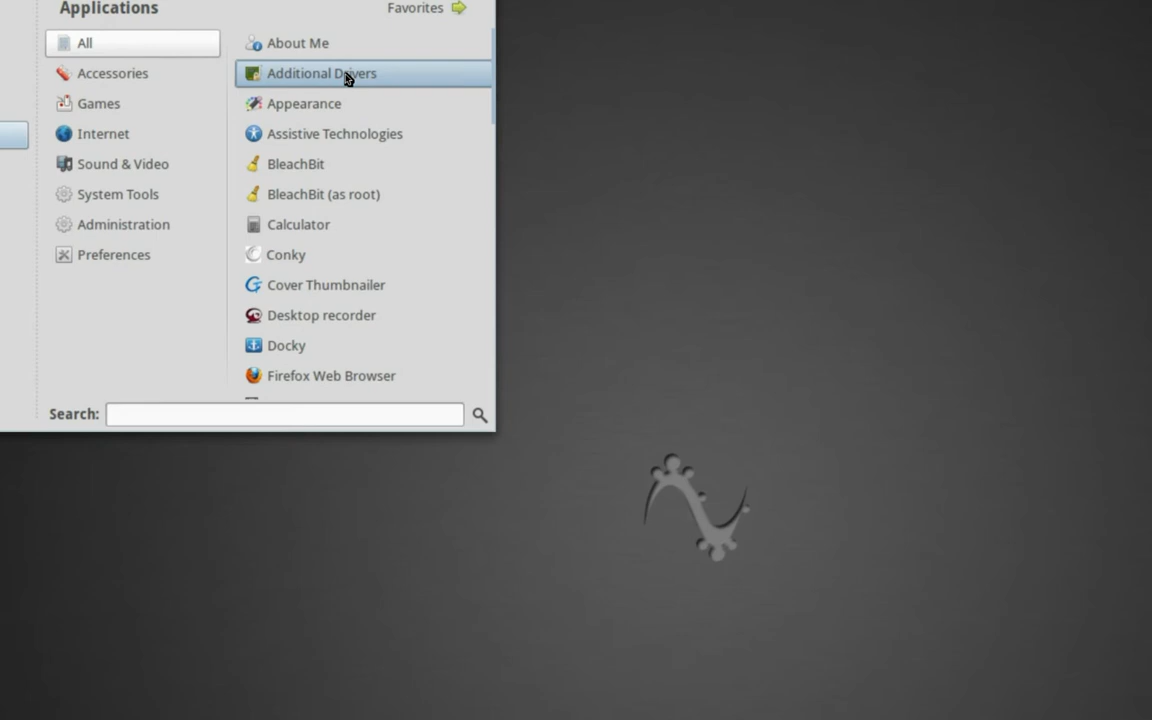 Applications
Favorites
All
Accessories
Games
Internet
Sound & Video
System Tools
Administration
Preferences
About Me
Additional Drivers
Appearance
Assistive Technologies
BleachBit
BleachBit (as root)
Calculator
Conky
Cover Thumbnailer
Desktop recorder
Docky
Firefox Web Browser
Search: